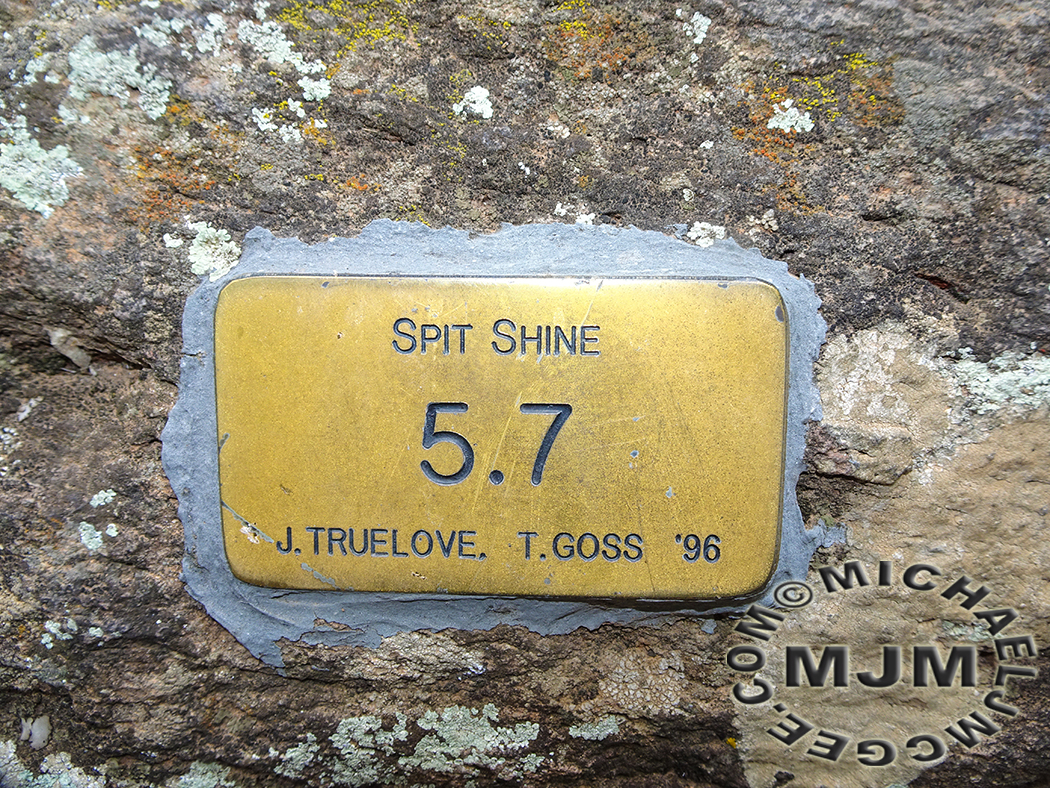 Spit Shine
5.7
J.TRUELOVE. T.GOSS '96
©MICHAELJMCGEE.COM
MJM